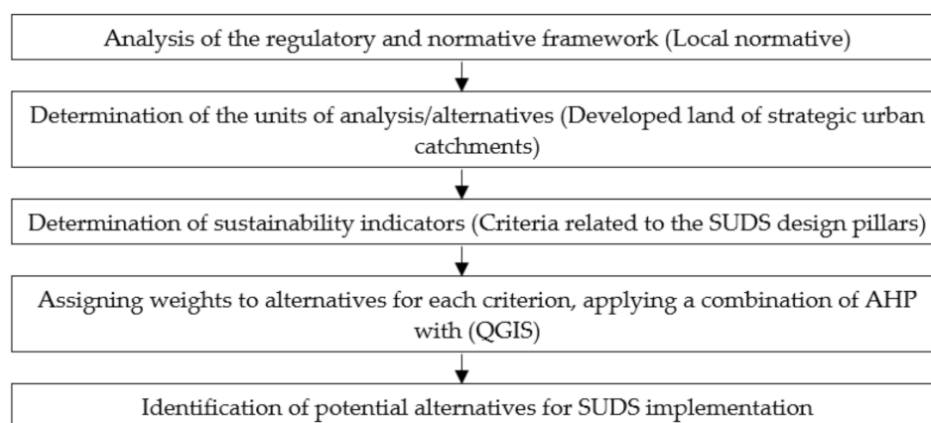 Analysis of the regulatory and normative framework (Local normative)
Determination of the units of analysis/alternatives (Developed land of strategic urban
catchments)
Determination of sustainability indicators (Criteria related to the SUDS design pillars)
Assigning weights to alternatives for each criterion, applying a combination of AHP
with (QGIS)
Identification of potential alternatives for SUDS implementation